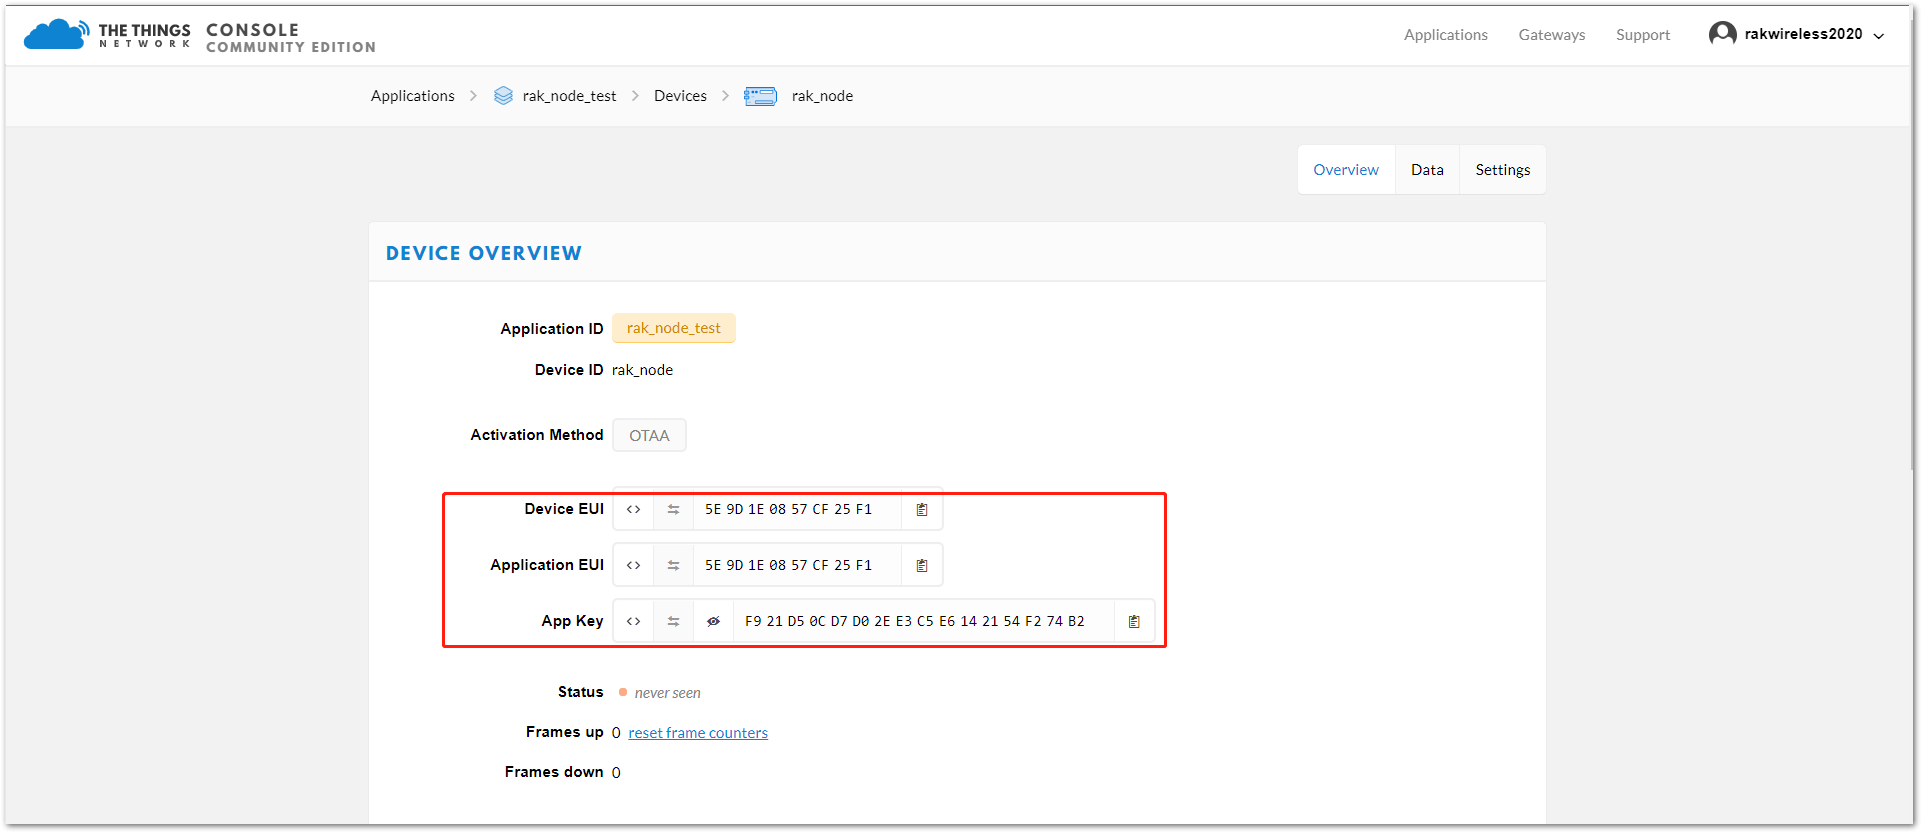 THE THINGS NETWORK CONSOLE COMMUNITY EDITION
Applications Gateways Support rakwireless2020
Applications > rak_node_test > Devices > rak_node
Overview Data Settings
DEVICE OVERVIEW
Application ID rak_node_test
Device ID rak_node
Activation Method OTAA
Device EUI <> 5E 9D 1E 08 57 CF 25 F1
Application EUI <> 5E 9D 1E 08 57 CF 25 F1
App Key <> F9 21 D5 0C D7 D0 2E E3 C5 E6 14 21 54 F2 74 B2
Status never seen
Frames up 0 reset frame counters
Frames down 0